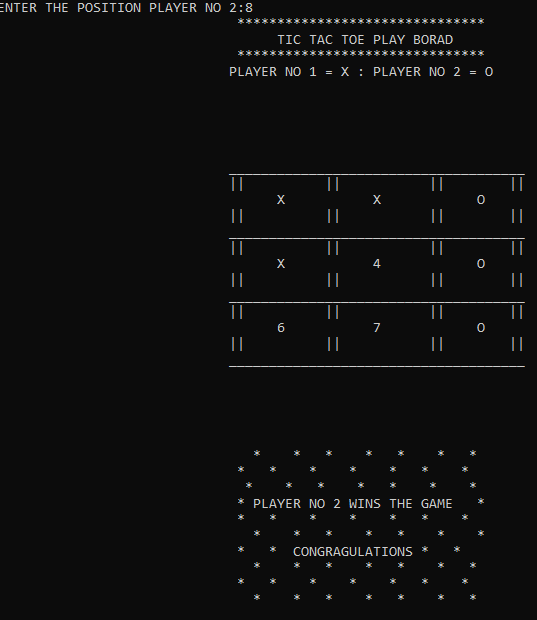 ENTER THE POSITION PLAYER NO 2:8
*******************************
TIC TAC TOE PLAY BORAD
*******************************
PLAYER NO 1 = X : PLAYER NO 2 = O
X X O
X 4 O
6 7 O
* * * * * * *
* * * * * * *
* * * * * * *
* PLAYER NO 2 WINS THE GAME *
* * * * * * *
* * * * * * *
* * CONGRAGULATIONS * *
* * * * * * *
* * * * * * *
* * * * * * *